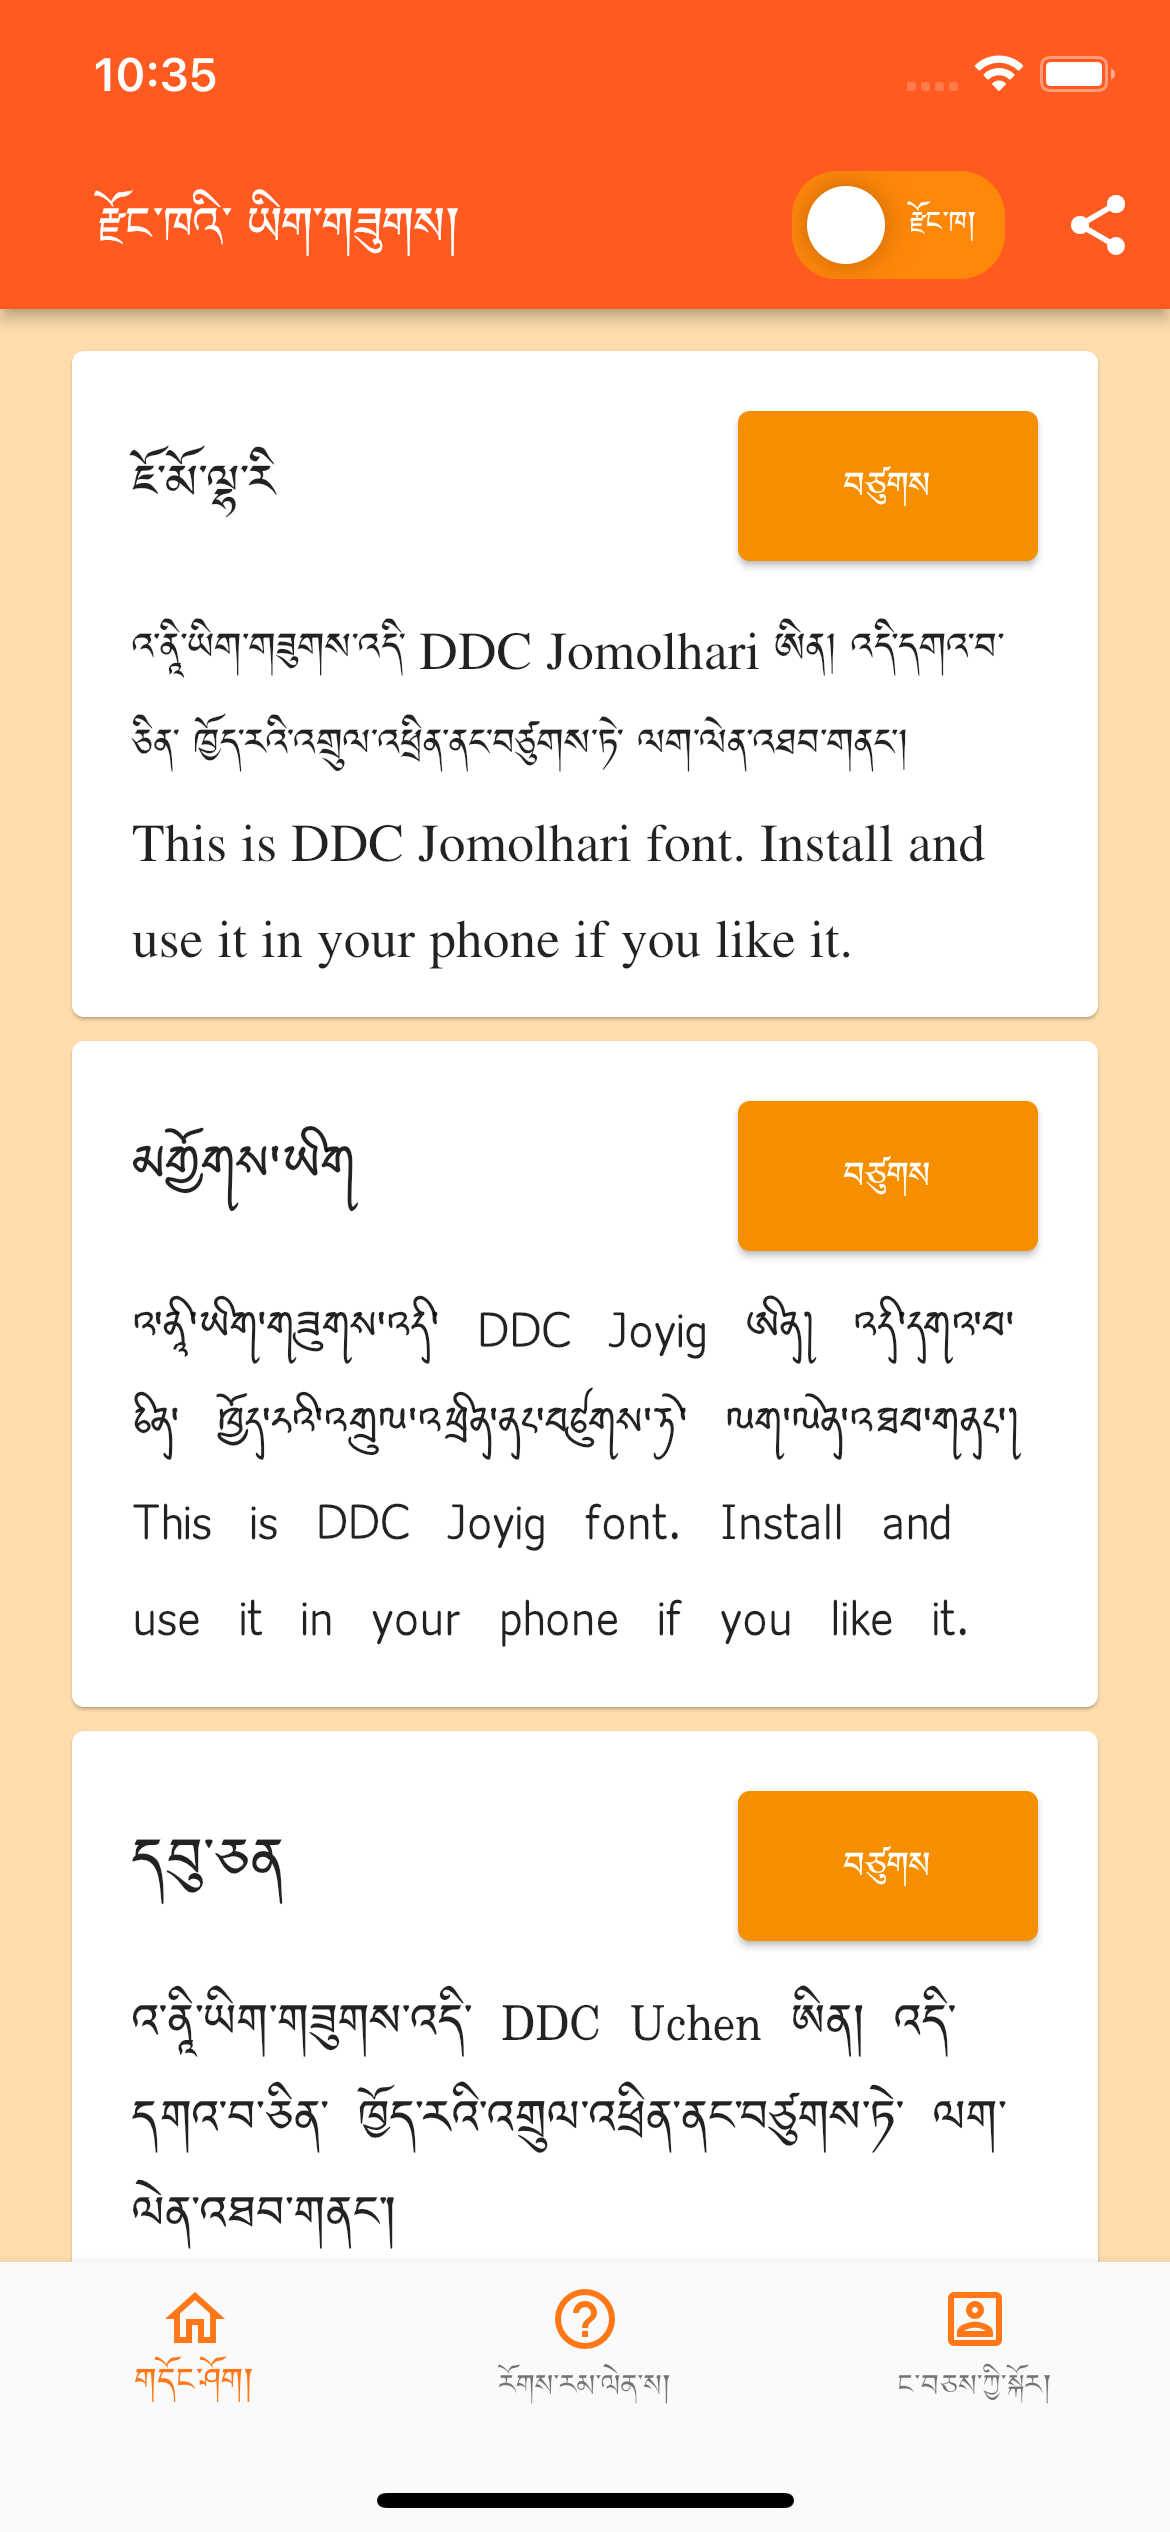 10:35
རྫོང་ཁའི་ ཡིག་གཟུགས།
རྫོང་ཁ།
ཇོ་མོ་ལྷ་རི
བཙུགས
འ་ནཱི་ཡིག་གཟུགས་འདི་ DDC Jomolhari ཨིན། འདི་དགའ་བ་
ཅིན་ ཁྱོད་རའི་འགྲུལ་འཕྲིན་ནང་བཙུགས་ཏེ་ ལག་ལེན་འཐབ་གནང་།
This is DDC Jomolhari font. Install and
use it in your phone if you like it.
མགྱོགས་ཡིག
བཙུགས
འ་ནཱི་ཡིག་གཟུགས་འདི་ DDC Joyig ཨིན། འདི་དགའ་བ་
ཅིན་ ཁྱོད་རའི་འགྲུལ་འཕྲིན་ནང་བཙུགས་ཏེ་ ལག་ལེན་འཐབ་གནང་།
This is DDC Joyig font. Install and
use it in your phone if you like it.
དབུ་ཅན
བཙུགས
འ་ནཱི་ཡིག་གཟུགས་འདི་ DDC Uchen ཨིན། འདི་
དགའ་བ་ཅིན་ ཁྱོད་རའི་འགྲུལ་འཕྲིན་ནང་བཙུགས་ཏེ་ ལག་
ལེན་འཐབ་གནང་།
གདོང་ཤོག།
རོགས་རམ་ལེན་ས།
ང་བཅས་ཀྱི་སྐོར།